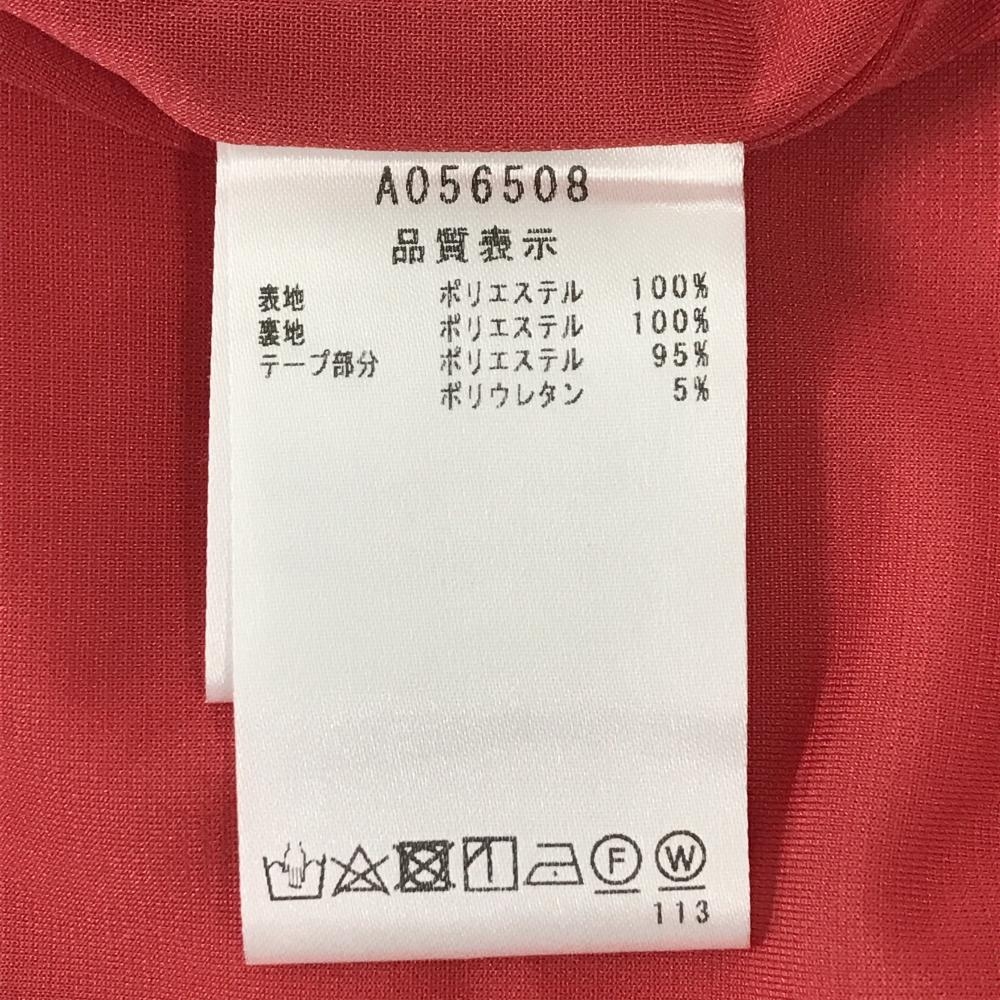 A056508
品質表示
表地 ポリエステル 100%
裏地 ポリエステル 100%
テープ部分 ポリエステル 95%
ポリウレタン 5%
F W
113